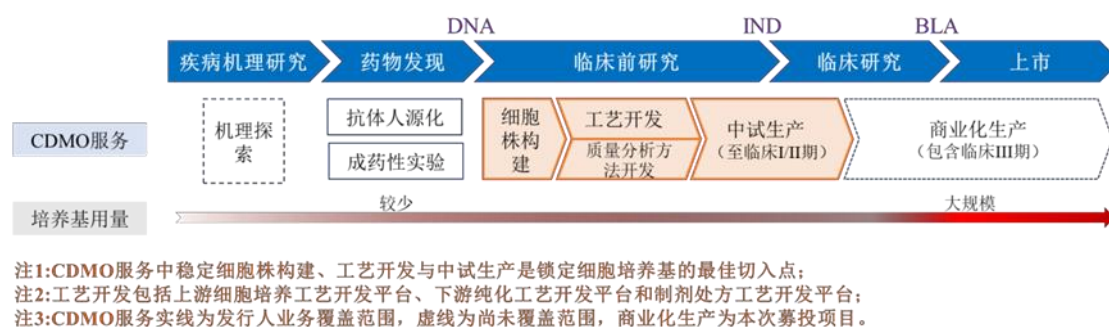 DNA
IND
BLA
疾病机理研究
药物发现
临床前研究
临床研究
上市
CDMO服务
机理探
索
抗体人源化
成药性实验
细胞
株构
建
工艺开发
质量分析方
法开发
中试生产
（至临床I/II期）
商业化生产
（包含临床III期）
培养基用量
较少
大规模
注1:CDMO服务中稳定细胞株构建、工艺开发与中试生产是锁定细胞培养基的最佳切入点；
注2:工艺开发包括上游细胞培养工艺开发平台、下游纯化工艺开发平台和制剂处方工艺开发平台；
注3:CDMO服务实线为发行人业务覆盖范围，虚线为尚未覆盖范围，商业化生产为本次募投项目。